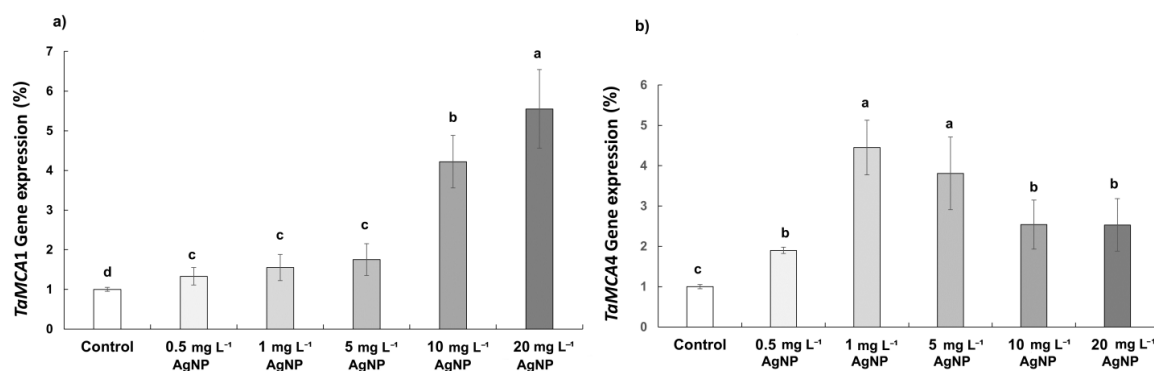 a)
TaMCA1 Gene expression (%)
7
6
5
4
3
2
1
0
d
c
c
c
b
a
Control
0.5 mg L⁻¹
AgNP
1 mg L⁻¹
AgNP
5 mg L⁻¹
AgNP
10 mg L⁻¹
AgNP
20 mg L⁻¹
AgNP
b)
TaMCA4 Gene expression (%)
6
5
4
3
2
1
0
c
b
a
a
b
b
Control
0.5 mg L⁻¹
AgNP
1 mg L⁻¹
AgNP
5 mg L⁻¹
AgNP
10 mg L⁻¹
AgNP
20 mg L⁻¹
AgNP